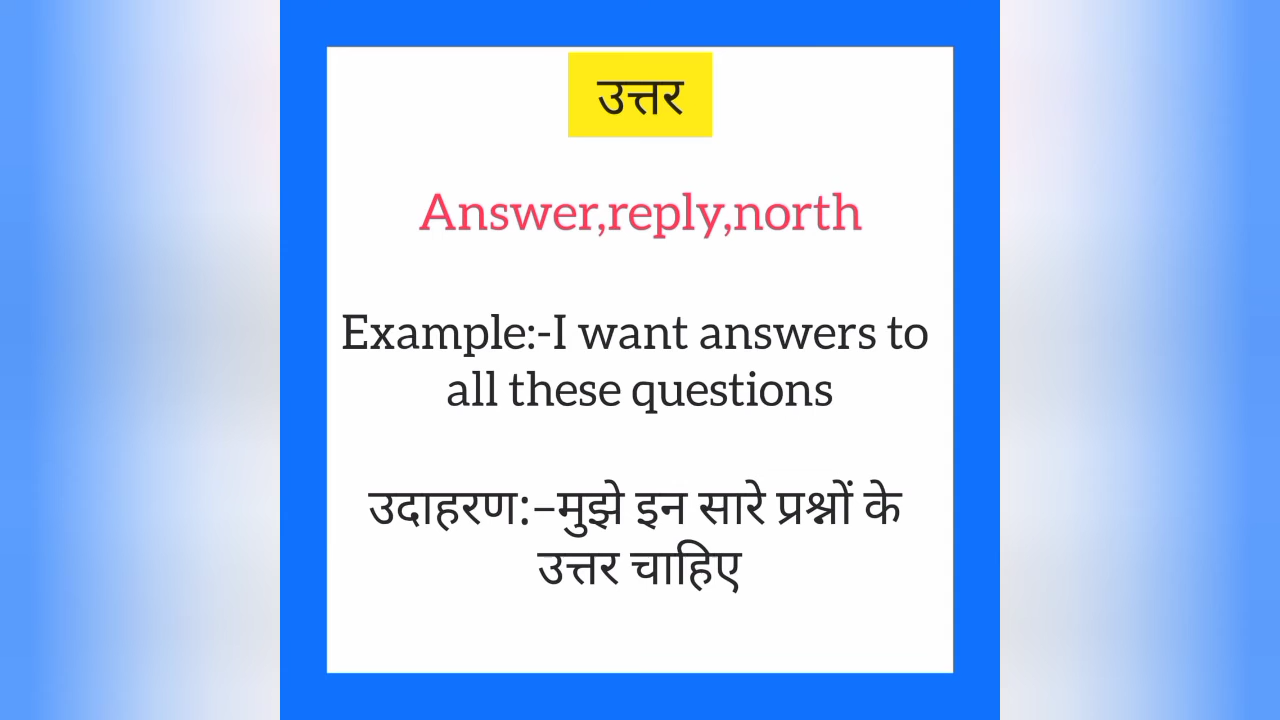 उत्तर
Answer,reply,north
Example:-I want answers to
all these questions
उदाहरण:–मुझे इन सारे प्रश्नों के
उत्तर चाहिए